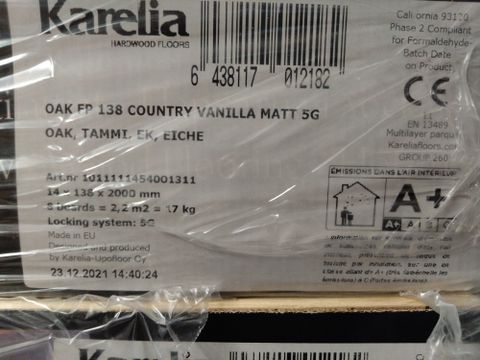 Karelia
HARDWOOD FLOORS
6 438117 012182
OAK FP 138 COUNTRY VANILLA MATT 5G
OAK, TAMMI, EK, EICHE
Art.nr 1011111454001311
14 x 138 x 2000 mm
8 boards = 2,2 m2 = 17 kg
Locking system: 5G
Made in EU
Designed and produced
by Karelia-Upofloor Oy
23.12.2021 14:40:24
California 93120
Phase 2 Compliant
for Formaldehyde
Batch Date
on Product
CE
EN 13489
Multilayer parquet
Kareliafloors.com
GROUP 260
ÉMISSIONS DANS L'AIR INTÉRIEUR
A+
A+ A B C
Karelia